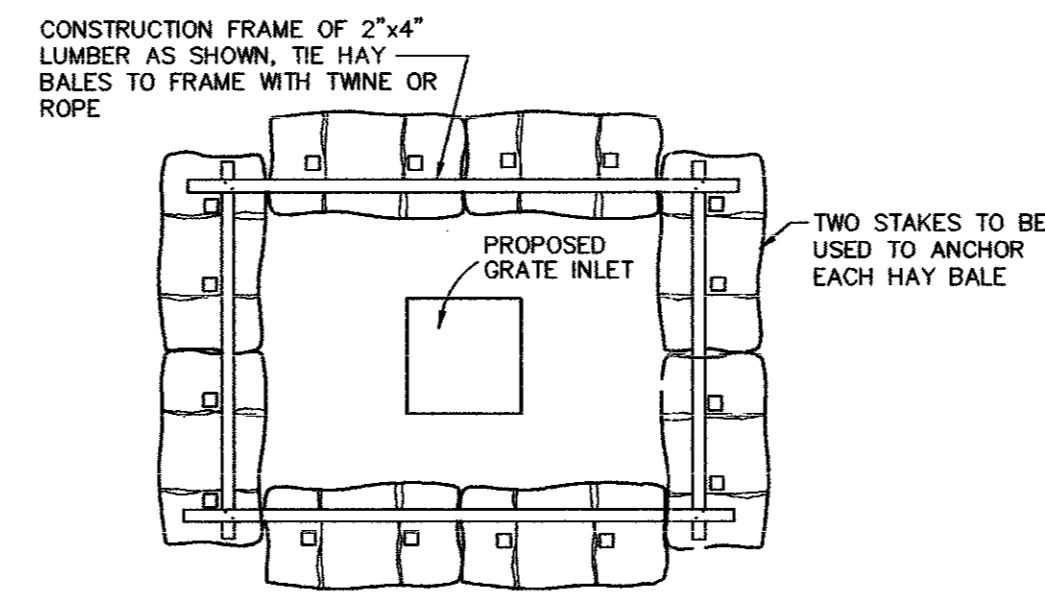 CONSTRUCTION FRAME OF 2"x4"
LUMBER AS SHOWN, TIE HAY
BALES TO FRAME WITH TWINE OR
ROPE
PROPOSED
GRATE INLET
TWO STAKES TO BE
USED TO ANCHOR
EACH HAY BALE